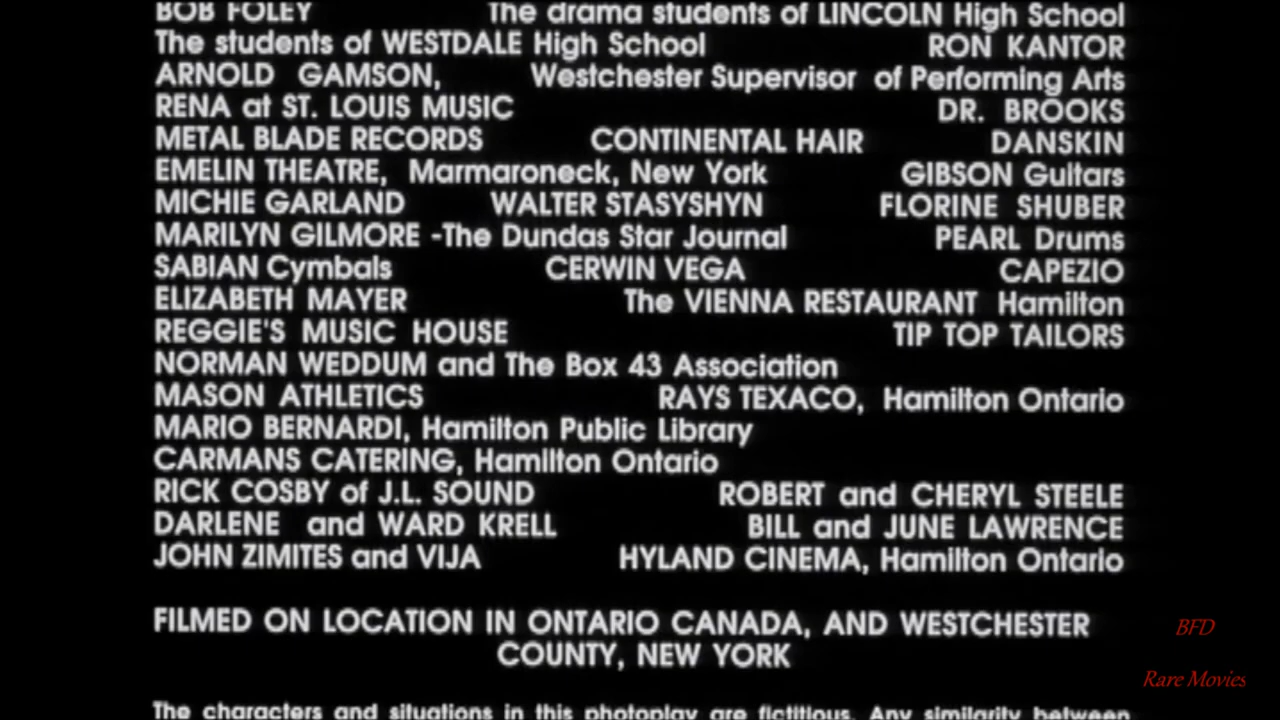 BOB FOLEY The drama students of LINCOLN High School
The students of WESTDALE High School RON KANTOR
ARNOLD GAMSON, Westchester Supervisor of Performing Arts
RENA at ST. LOUIS MUSIC DR. BROOKS
METAL BLADE RECORDS CONTINENTAL HAIR DANSKIN
EMELIN THEATRE, Marmaroneck, New York GIBSON Guitars
MICHIE GARLAND WALTER STASYSHYN FLORINE SHUBER
MARILYN GILMORE -The Dundas Star Journal PEARL Drums
SABIAN Cymbals CERWIN VEGA CAPEZIO
ELIZABETH MAYER The VIENNA RESTAURANT Hamilton
REGGIE'S MUSIC HOUSE TIP TOP TAILORS
NORMAN WEDDUM and The Box 43 Association
MASON ATHLETICS RAYS TEXACO, Hamilton Ontario
MARIO BERNARDI, Hamilton Public Library
CARMANS CATERING, Hamilton Ontario
RICK COSBY of J.L. SOUND ROBERT and CHERYL STEELE
DARLENE and WARD KRELL BILL and JUNE LAWRENCE
JOHN ZIMITES and VIJA HYLAND CINEMA, Hamilton Ontario
FILMED ON LOCATION IN ONTARIO CANADA, AND WESTCHESTER
COUNTY, NEW YORK
BFD
Rare Movies
The characters and situations in this photoplay are fictitious. Any similarity between